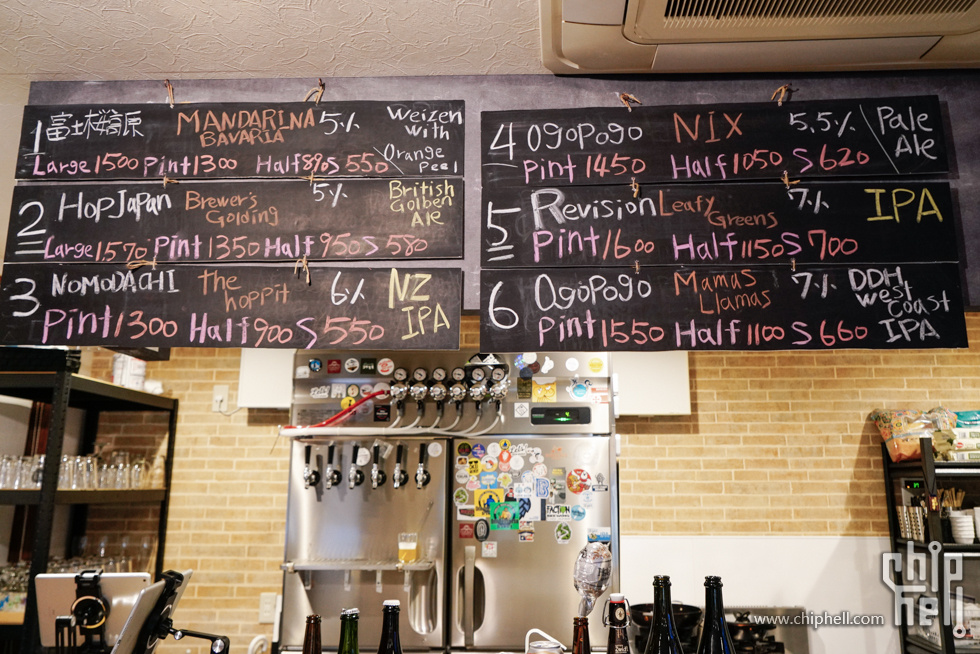 1 富士桜高原 MANDARINA BAVARIA 5% Weizen with Orange Peel
Large 1500 Pint 1300 Half 890 S 550
2 HopJapan Brewer's Golding 5% British Golben Ale
Large 1570 Pint 1350 Half 950 S 580
3 NOMODACHI The hoppit 6% NZ IPA
Pint 1300 Half 900 S 550
4 OgoPogo NIX 5.5% Pale Ale
Pint 1450 Half 1050 S 620
5 Revision Leafy Greens 7% IPA
Pint 1600 Half 1150 S 700
6 OgoPogo Mamas Llamas 7% DDH West Coast IPA
Pint 1550 Half 1100 S 660
chip hell
www.chiphell.com